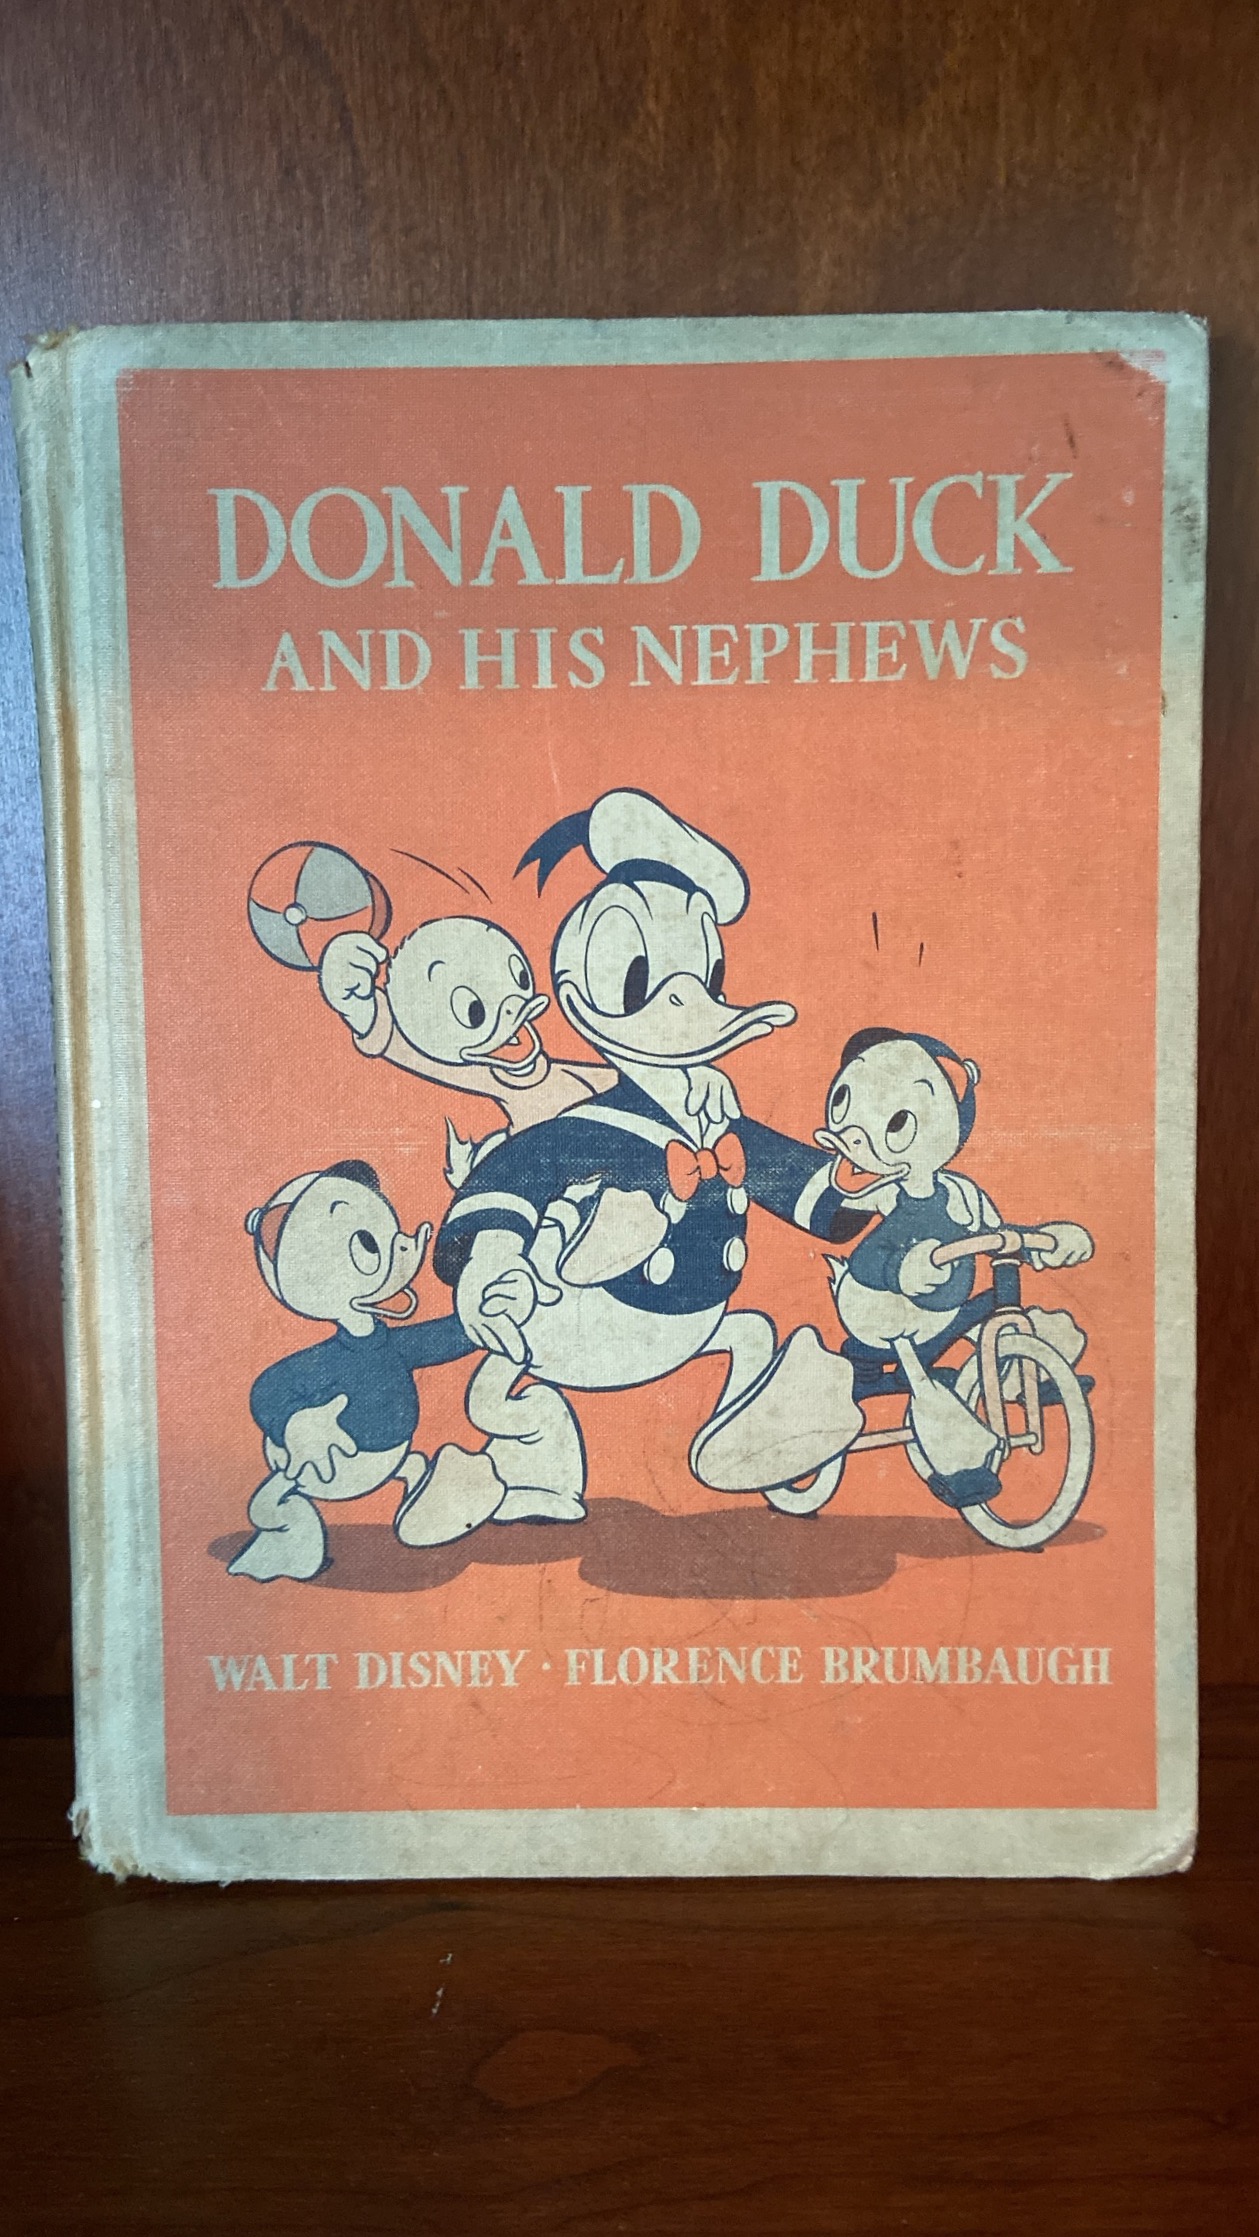 DONALD DUCK
AND HIS NEPHEWS
WALT DISNEY · FLORENCE BRUMBAUGH